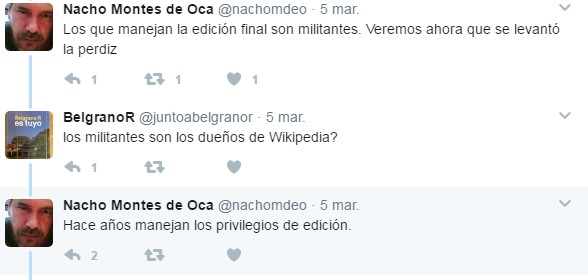 Nacho Montes de Oca @nachomdeo · 5 mar.
Los que manejan la edición final son militantes. Veremos ahora que se levantó
la perdiz
1 1 1
Belgrano R
es tuyo
BelgranoR @juntoabelgranor · 5 mar.
los militantes son los dueños de Wikipedia?
1
Nacho Montes de Oca @nachomdeo · 5 mar.
Hace años manejan los privilegios de edición.
2